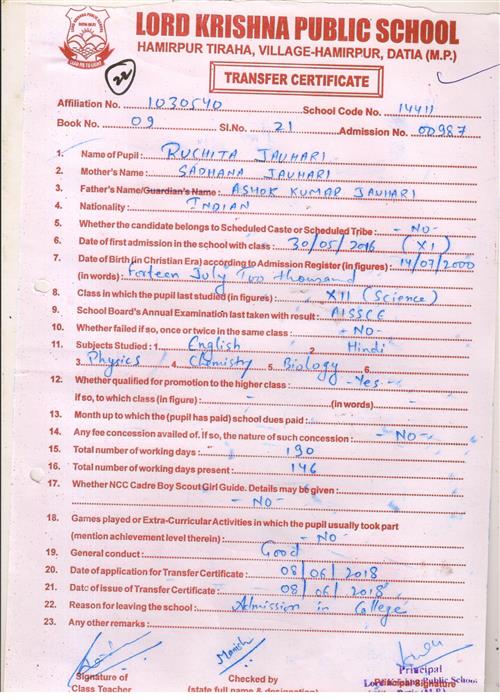 LORD KRISHNA PUBLIC SCHOOL
HAMIRPUR TIRAHA, VILLAGE-HAMIRPUR, DATIA (M.P.)
22
TRANSFER CERTIFICATE
Affiliation No. 1030540 School Code No. 14411
Book No. 09 Sl.No. 21 Admission No. 00987
1. Name of Pupil : RUCHITA JAUHARI
2. Mother's Name : SADHANA JAUHARI
3. Father's Name/Guardian's Name : ASHOK KUMAR JAUHARI
4. Nationality : INDIAN
5. Whether the candidate belongs to Scheduled Caste or Scheduled Tribe : - NO -
6. Date of first admission in the school with class : 30/05/2016 (XI)
7. Date of Birth (in Christian Era) according to Admission Register (in figures) : 14/07/2000
(in words) : Forteen July Two thousand
8. Class in which the pupil last studied (in figures) : XII (Science)
9. School Board's Annual Examination last taken with result : AISSCE
10. Whether failed if so, once or twice in the same class : - NO -
11. Subjects Studied : 1. English 2. Hindi
3. Physics 4. Chemistry 5. Biology 6.
12. Whether qualified for promotion to the higher class : - Yes -
If so, to which class (in figure) : - (in words) -
13. Month up to which the (pupil has paid) school dues paid : -
14. Any fee concession availed of. If so, the nature of such concession : - NO -
15. Total number of working days : 190
16. Total number of working days present : 146
17. Whether NCC Cadre Boy Scout Girl Guide. Details may be given :
- NO -
18. Games played or Extra-Curricular Activities in which the pupil usually took part
(mention achievement level therein) : - NO -
19. General conduct : Good
20. Date of application for Transfer Certificate : 08/06/2018
21. Date of issue of Transfer Certificate : 08/06/2018
22. Reason for leaving the school : Admission in College
23. Any other remarks :
Signature of Checked by Principal
Class Teacher (state full name & designation) Principal Signature
Lord Krishna Public School